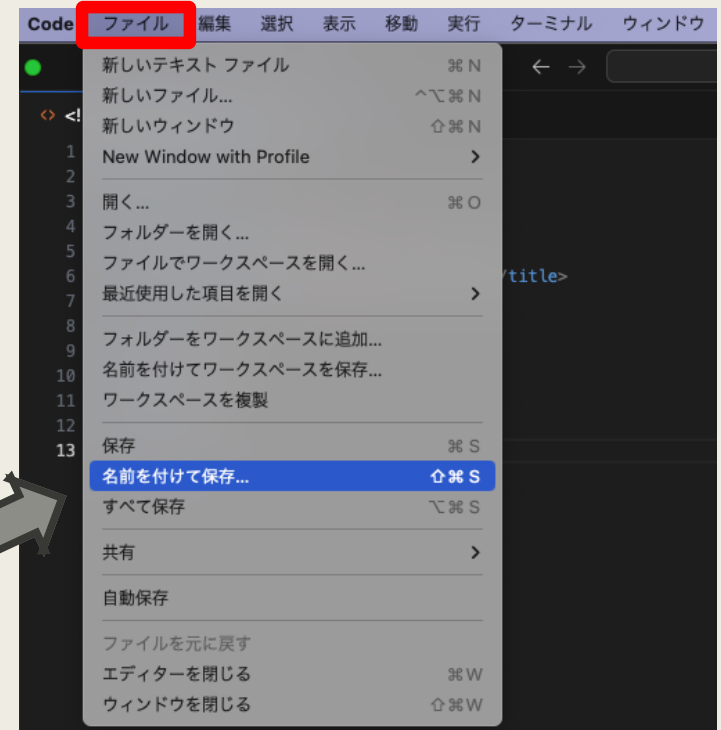 Code ファイル 編集 選択 表示 移動 実行 ターミナル ウィンドウ
新しいテキスト ファイル ⌘ N
新しいファイル... ^⌥⌘ N
新しいウィンドウ ⇧⌘ N
New Window with Profile >
開く... ⌘ O
フォルダーを開く...
ファイルでワークスペースを開く...
最近使用した項目を開く >
フォルダーをワークスペースに追加...
名前を付けてワークスペースを保存...
ワークスペースを複製
保存 ⌘ S
名前を付けて保存... ⇧⌘ S
すべて保存 ⌥⌘ S
共有 >
自動保存
ファイルを元に戻す
エディターを閉じる ⌘W
ウィンドウを閉じる ⇧⌘W
<> <!
1
2
3
4
5
6 /title>
7
8
9
10
11
12
13